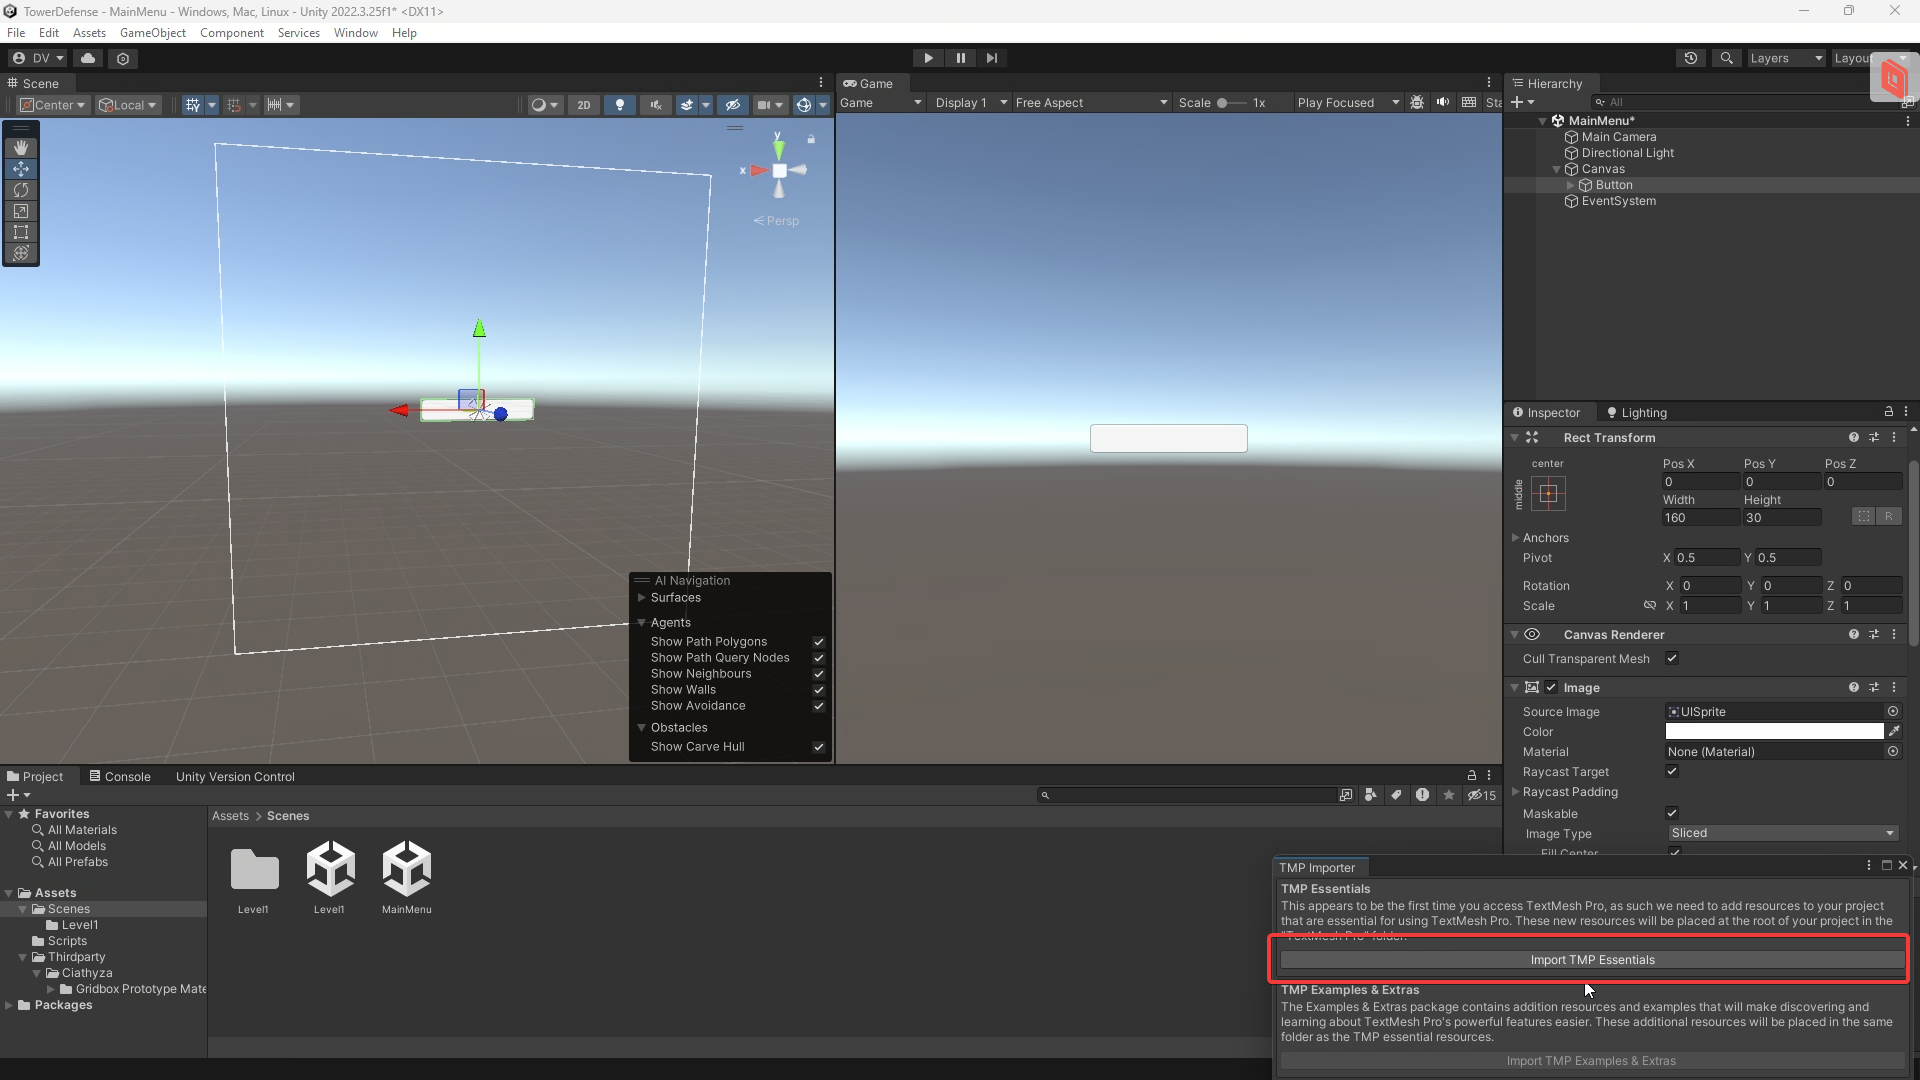 TowerDefense - MainMenu - Windows, Mac, Linux - Unity 2022.3.25f1* <DX11>
File Edit Assets GameObject Component Services Window Help
DV
Layers
Layout
Scene
Center
Local
2D
y
x
Persp
AI Navigation
Surfaces
Agents
Show Path Polygons
Show Path Query Nodes
Show Neighbours
Show Walls
Show Avoidance
Obstacles
Show Carve Hull
Game
Game Display 1 Free Aspect Scale 1x Play Focused Sta
Hierarchy
All
MainMenu*
Main Camera
Directional Light
Canvas
Button
EventSystem
Inspector Lighting
Rect Transform
center
middle
Pos X Pos Y Pos Z
0 0 0
Width Height
160 30
R
Anchors
Pivot X 0.5 Y 0.5
Rotation X 0 Y 0 Z 0
Scale X 1 Y 1 Z 1
Canvas Renderer
Cull Transparent Mesh
Image
Source Image UISprite
Color
Material None (Material)
Raycast Target
Raycast Padding
Maskable
Image Type Sliced
Fill Center
Project Console Unity Version Control
15
Favorites
All Materials
All Models
All Prefabs
Assets
Scenes
Level1
Scripts
Thirdparty
Ciathyza
Gridbox Prototype Mate
Packages
Assets > Scenes
Level1 Level1 MainMenu
TMP Importer
TMP Essentials
This appears to be the first time you access TextMesh Pro, as such we need to add resources to your project
that are essential for using TextMesh Pro. These new resources will be placed at the root of your project in the
"TextMesh Pro" folder.
Import TMP Essentials
TMP Examples & Extras
The Examples & Extras package contains addition resources and examples that will make discovering and
learning about TextMesh Pro's powerful features easier. These additional resources will be placed in the same
folder as the TMP essential resources.
Import TMP Examples & Extras